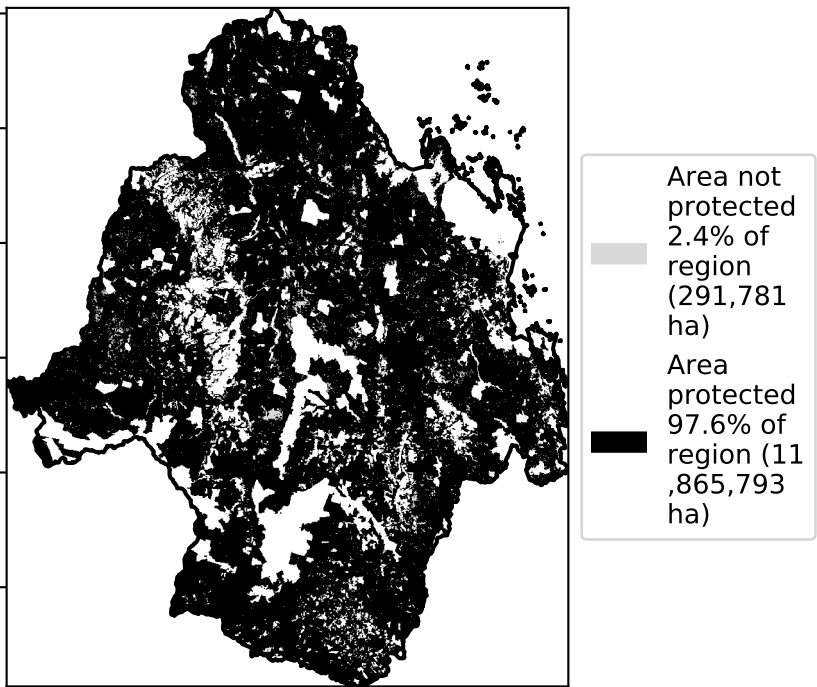 Area not
protected
2.4% of
region
(291,781
ha)
Area
protected
97.6% of
region (11
,865,793
ha)